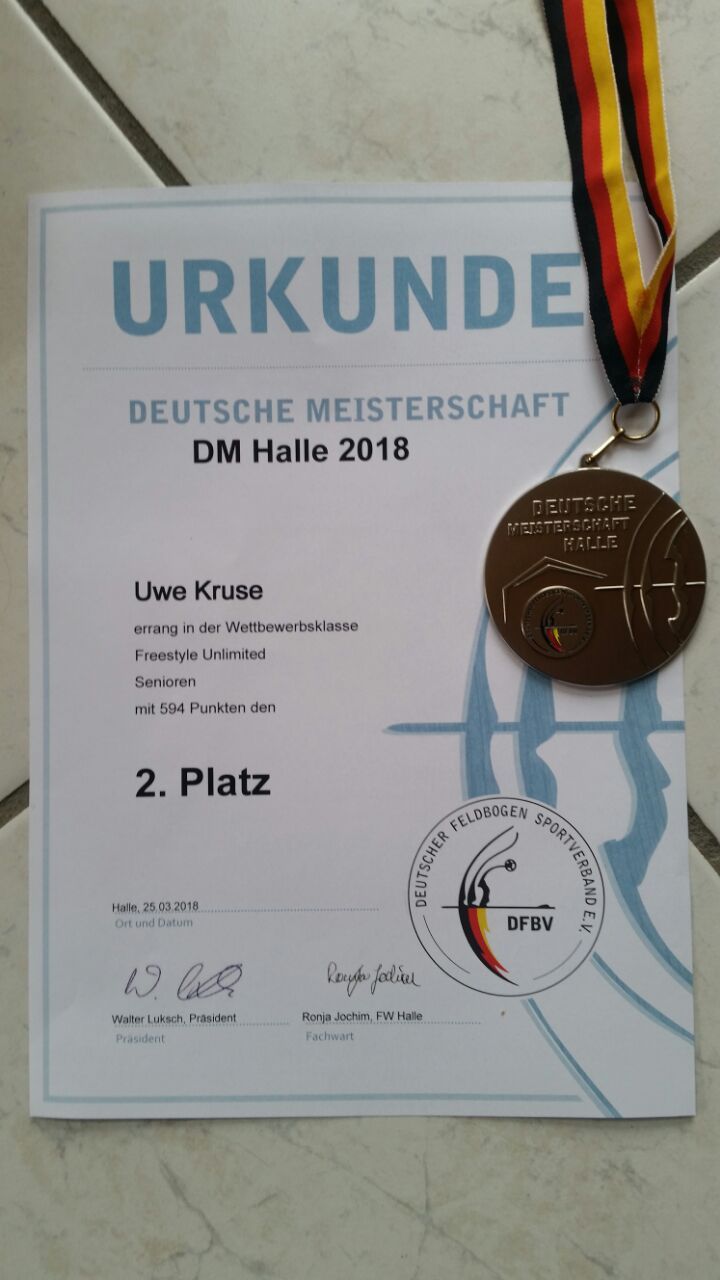 URKUNDE
DEUTSCHE MEISTERSCHAFT
DM Halle 2018
DEUTSCHE
MEISTERSCHAFT
HALLE
Uwe Kruse
errang in der Wettbewerbsklasse
Freestyle Unlimited
Senioren
mit 594 Punkten den
2. Platz
DEUTSCHER FELDBOGEN SPORTVERBAND E.V.
DFBV
Halle, 25.03.2018
Ort und Datum
Walter Luksch, Präsident
Präsident
Ronja Jochim
Ronja Jochim, FW Halle
Fachwart